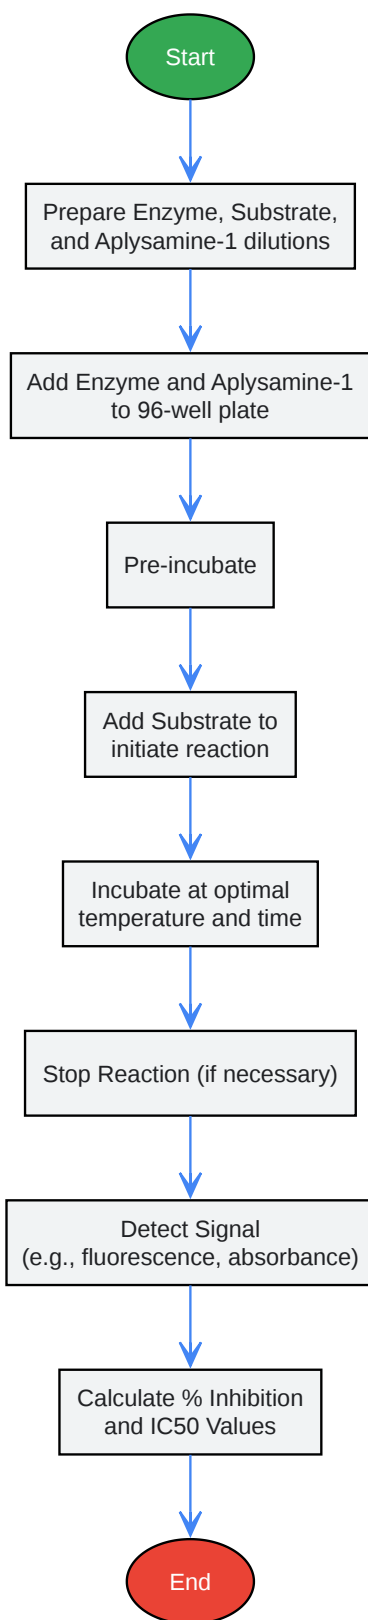 Start
Prepare Enzyme, Substrate,
and Aplysamine-1 dilutions
Add Enzyme and Aplysamine-1
to 96-well plate
Pre-incubate
Add Substrate to
initiate reaction
Incubate at optimal
temperature and time
Stop Reaction (if necessary)
Detect Signal
(e.g., fluorescence, absorbance)
Calculate % Inhibition
and IC50 Values
End